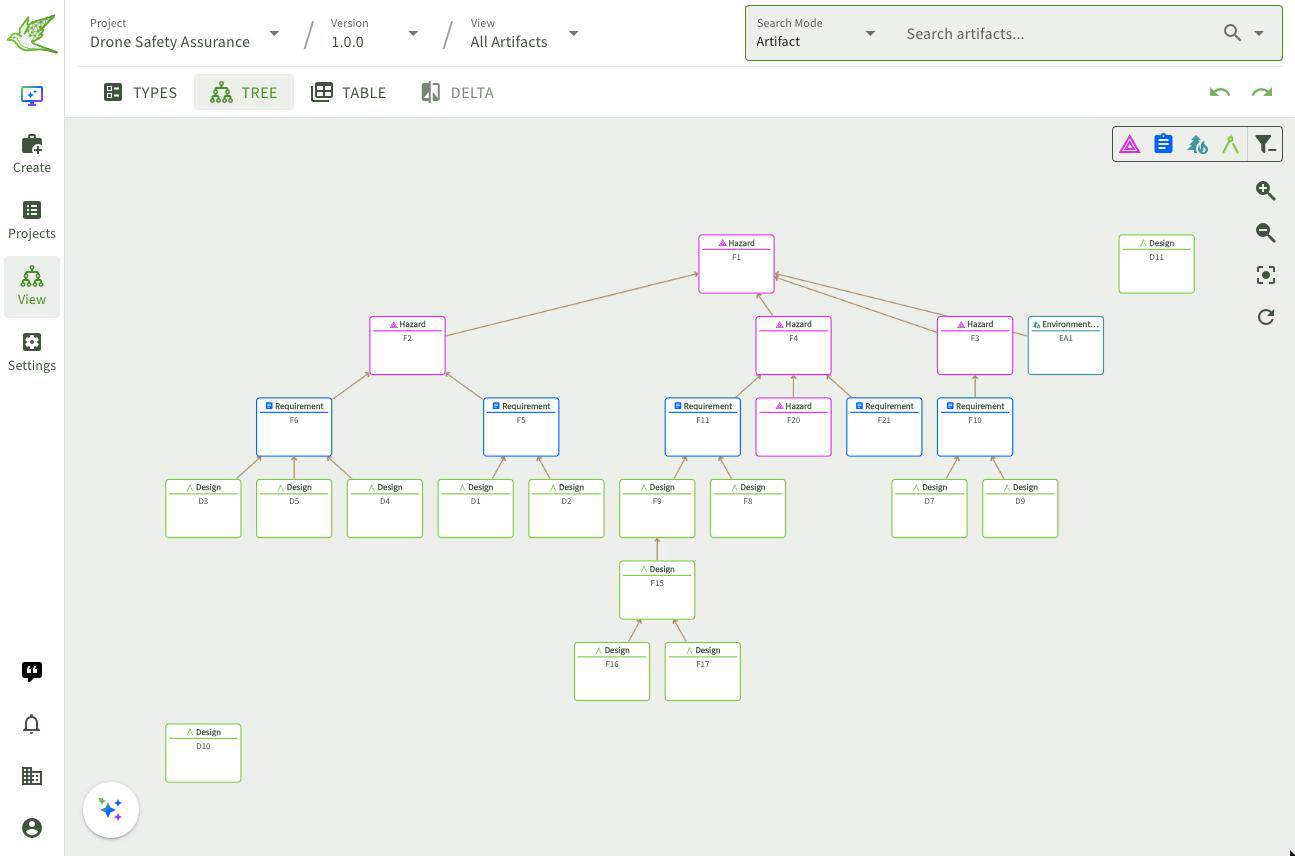 Project
Drone Safety Assurance
Version
1.0.0
View
All Artifacts
Search Mode
Artifact
Search artifacts...
TYPES
TREE
TABLE
DELTA
Create
Projects
View
Settings
Hazard
F1
Design
D11
Hazard
F2
Hazard
F4
Hazard
F3
Environment...
EA1
Requirement
F6
Requirement
F5
Requirement
F11
Hazard
F20
Requirement
F21
Requirement
F10
Design
D3
Design
D5
Design
D4
Design
D1
Design
D2
Design
F9
Design
F8
Design
D7
Design
D9
Design
F15
Design
F16
Design
F17
Design
D10